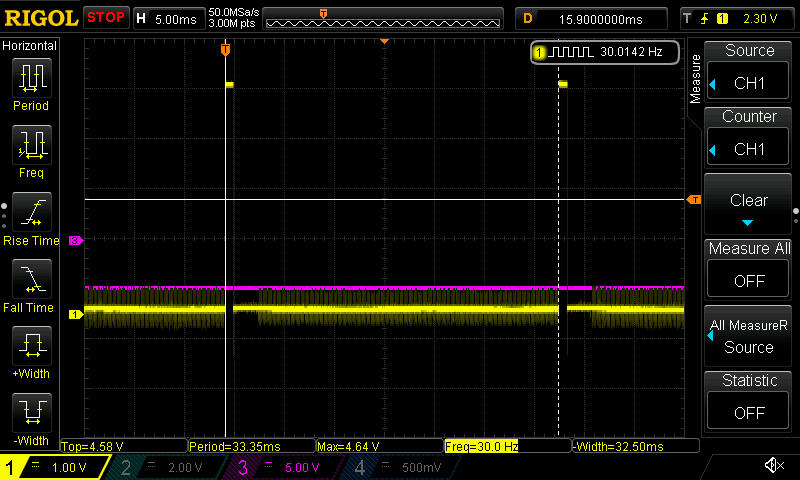 RIGOL STOP H 5.00ms 50.0MSa/s 3.00M pts T D 15.9000000ms T 1 2.30 V
Horizontal
Period
Freq
Rise Time
Fall Time
+Width
-Width
T
1 30.0142 Hz
T
3
1
Top=4.58 V Period=33.35ms Max=4.64 V Freq=30.0 Hz -Width=32.50ms
Measure
Source
CH1
Counter
CH1
Clear
Measure All
OFF
All MeasureR
Source
Statistic
OFF
1 1.00 V 2 2.00 V 3 5.00 V 4 500mV